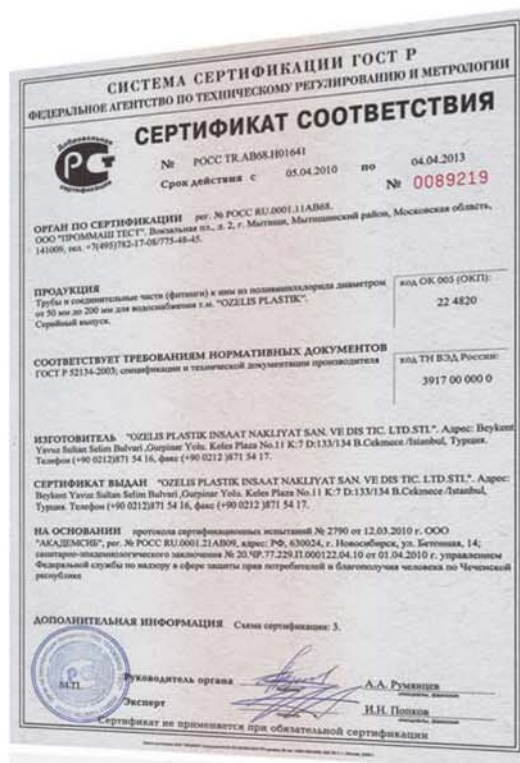 СИСТЕМА СЕРТИФИКАЦИИ ГОСТ Р
ФЕДЕРАЛЬНОЕ АГЕНТСТВО ПО ТЕХНИЧЕСКОМУ РЕГУЛИРОВАНИЮ И МЕТРОЛОГИИ
СЕРТИФИКАТ СООТВЕТСТВИЯ
Добровольная
сертификация
№ РОСС TR.АВ68.Н01641
Срок действия с 05.04.2010 по 04.04.2013
№ 0089219
ОРГАН ПО СЕРТИФИКАЦИИ рег. № РОСС RU.0001.11АВ68.
ООО "ПРОММАШ ТЕСТ", Вокзальная пл., д. 2, г. Мытищи, Мытищинский район, Московская область,
141009, тел. +7(495)782-17-08/775-48-45.
ПРОДУКЦИЯ
Трубы и соединительные части (фитинги) к ним из поливинилхлорида диаметром
от 50 мм до 200 мм для водоснабжения т.м. "OZELIS PLASTIK".
Серийный выпуск.
код ОК 005 (ОКП):
22 4820
СООТВЕТСТВУЕТ ТРЕБОВАНИЯМ НОРМАТИВНЫХ ДОКУМЕНТОВ
ГОСТ Р 52134-2003; спецификации и технической документации производителя
код ТН ВЭД России:
3917 00 000 0
ИЗГОТОВИТЕЛЬ "OZELIS PLASTIK INSAAT NAKLIYAT SAN. VE DIS TIC. LTD.STL". Адрес: Beykent
Yavuz Sultan Selim Bulvari ,Gurpinar Yolu. Keles Plaza No.11 K:7 D:133/134 B.Cekmece /Istanbul, Турция.
Телефон (+90 0212)871 54 16, факс (+90 0212 )871 54 17.
СЕРТИФИКАТ ВЫДАН "OZELIS PLASTIK INSAAT NAKLIYAT SAN. VE DIS TIC. LTD.STL". Адрес:
Beykent Yavuz Sultan Selim Bulvari ,Gurpinar Yolu. Keles Plaza No.11 K:7 D:133/134 B.Cekmece /Istanbul,
Турция. Телефон (+90 0212)871 54 16, факс (+90 0212 )871 54 17.
НА ОСНОВАНИИ протокола сертификационных испытаний № 2790 от 12.03.2010 г. ООО
"АКАДЕМСИБ", рег. № РОСС RU.0001.21АВ09, адрес: РФ, 630024, г. Новосибирск, ул. Бетонная, 14;
санитарно-эпидемиологического заключения № 20.ЧР.77.229.П.000122.04.10 от 01.04.2010 г. управлением
Федеральной службы по надзору в сфере защиты прав потребителей и благополучия человека по Чеченской
республике
ДОПОЛНИТЕЛЬНАЯ ИНФОРМАЦИЯ Схема сертификации: 3.
М.П.
Руководитель органа
А.А. Румянцев
Эксперт
И.Н. Попков
Сертификат не применяется при обязательной сертификации